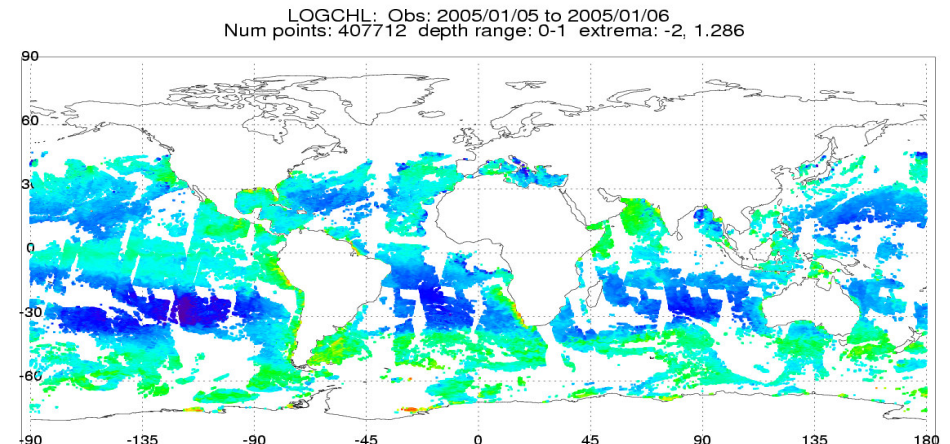 LOGCHL: Obs: 2005/01/05 to 2005/01/06
Num points: 407712 depth range: 0-1 extrema: -2, 1.286
90
60
30
0
-30
-60
-90 -135 -90 -45 0 45 90 135 180